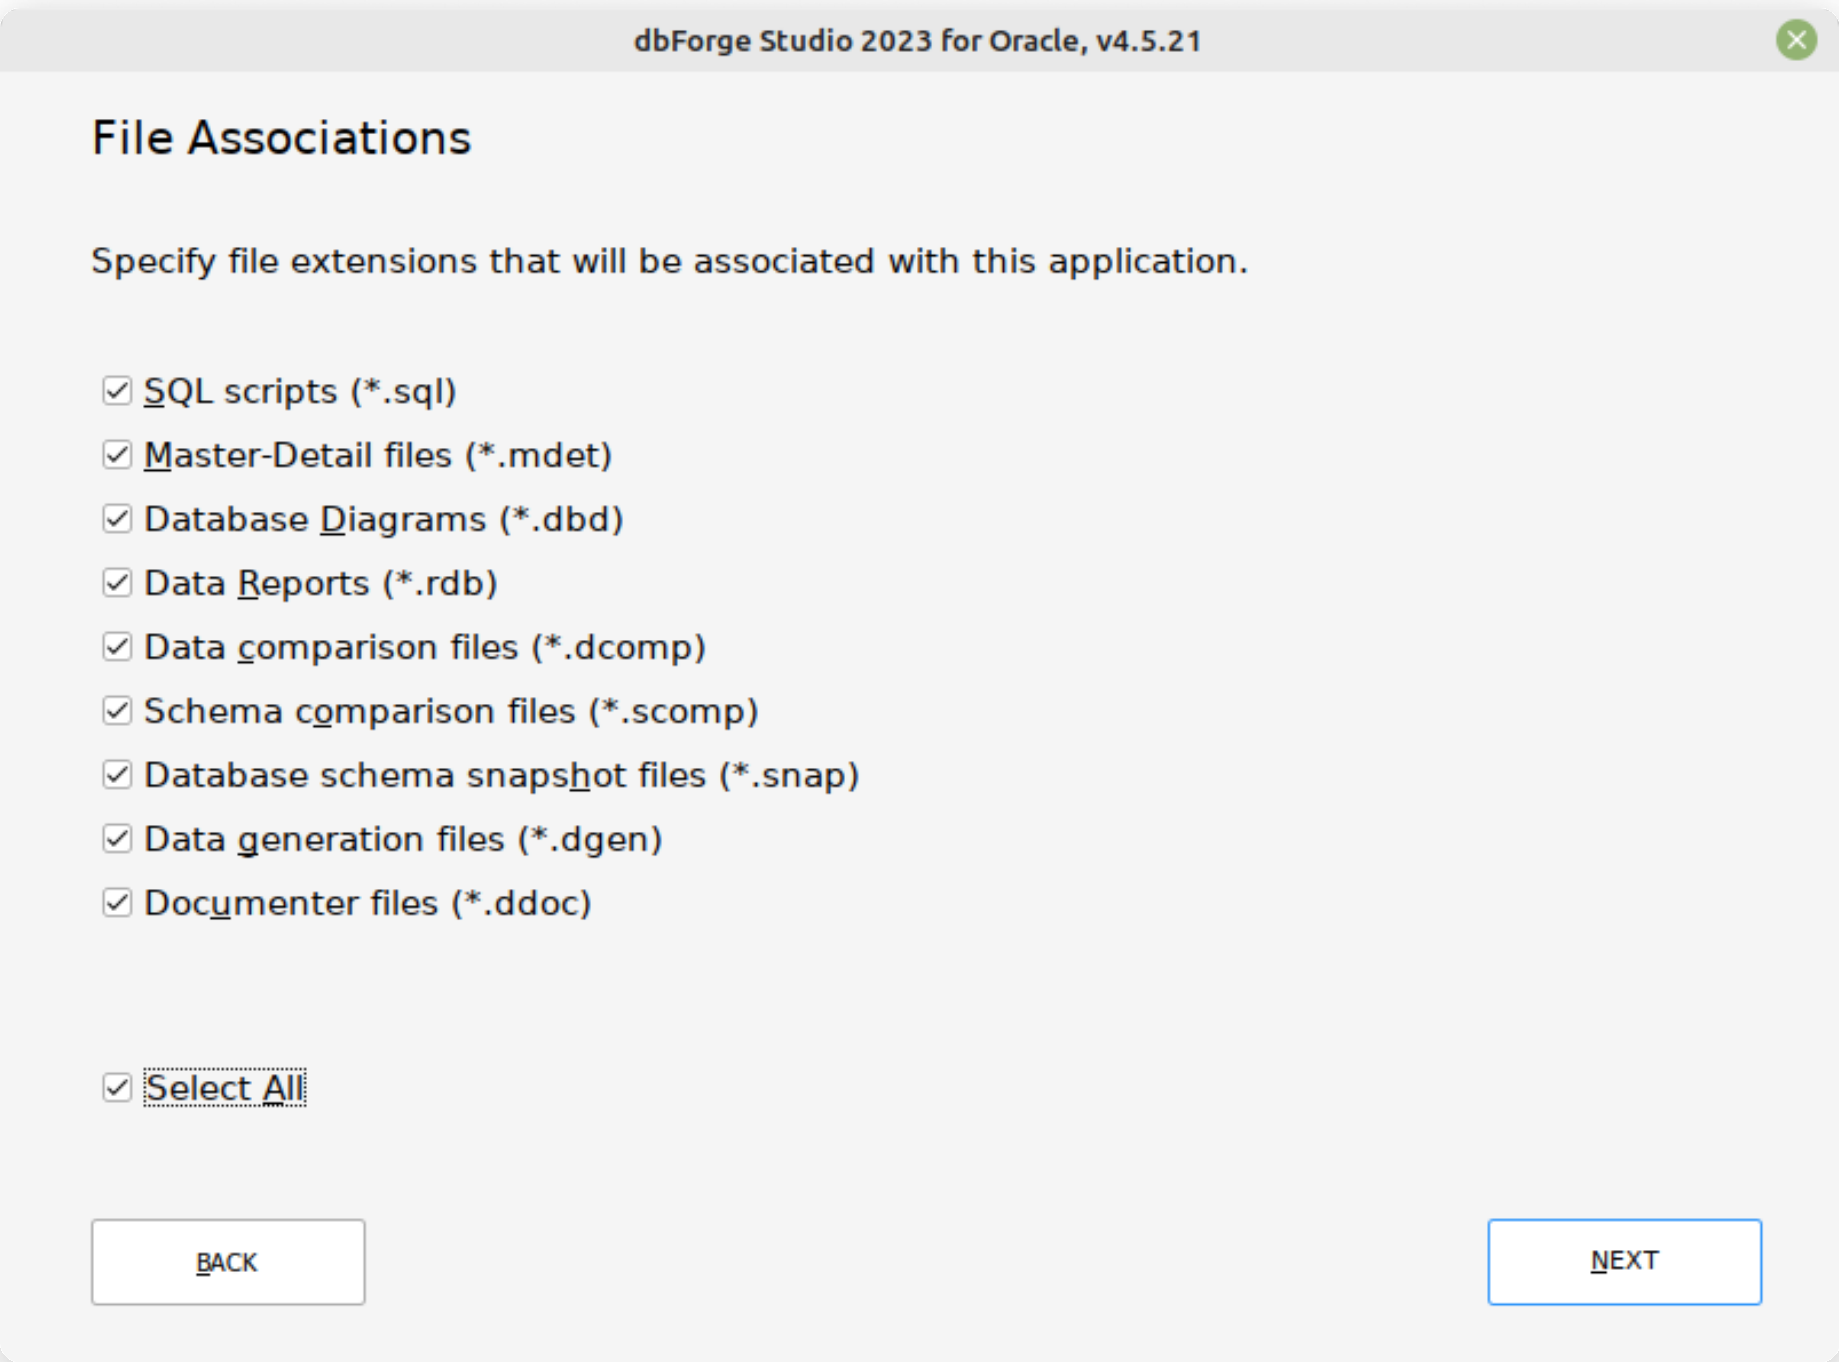 dbForge Studio 2023 for Oracle, v4.5.21
File Associations
Specify file extensions that will be associated with this application.
SQL scripts (*.sql)
Master-Detail files (*.mdet)
Database Diagrams (*.dbd)
Data Reports (*.rdb)
Data comparison files (*.dcomp)
Schema comparison files (*.scomp)
Database schema snapshot files (*.snap)
Data generation files (*.dgen)
Documenter files (*.ddoc)
Select All
BACK
NEXT